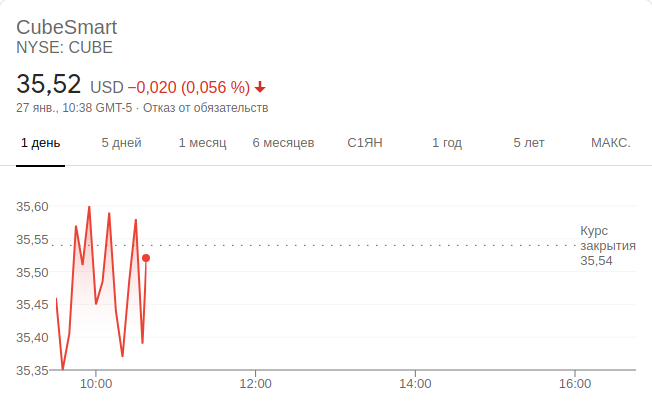 CubeSmart
NYSE: CUBE
35,52 USD −0,020 (0,056 %)
27 янв., 10:38 GMT-5 · Отказ от обязательств
1 день 5 дней 1 месяц 6 месяцев С1ЯН 1 год 5 лет МАКС.
35,60
35,55
35,50
35,45
35,40
35,35
Курс
закрытия
35,54
10:00 12:00 14:00 16:00